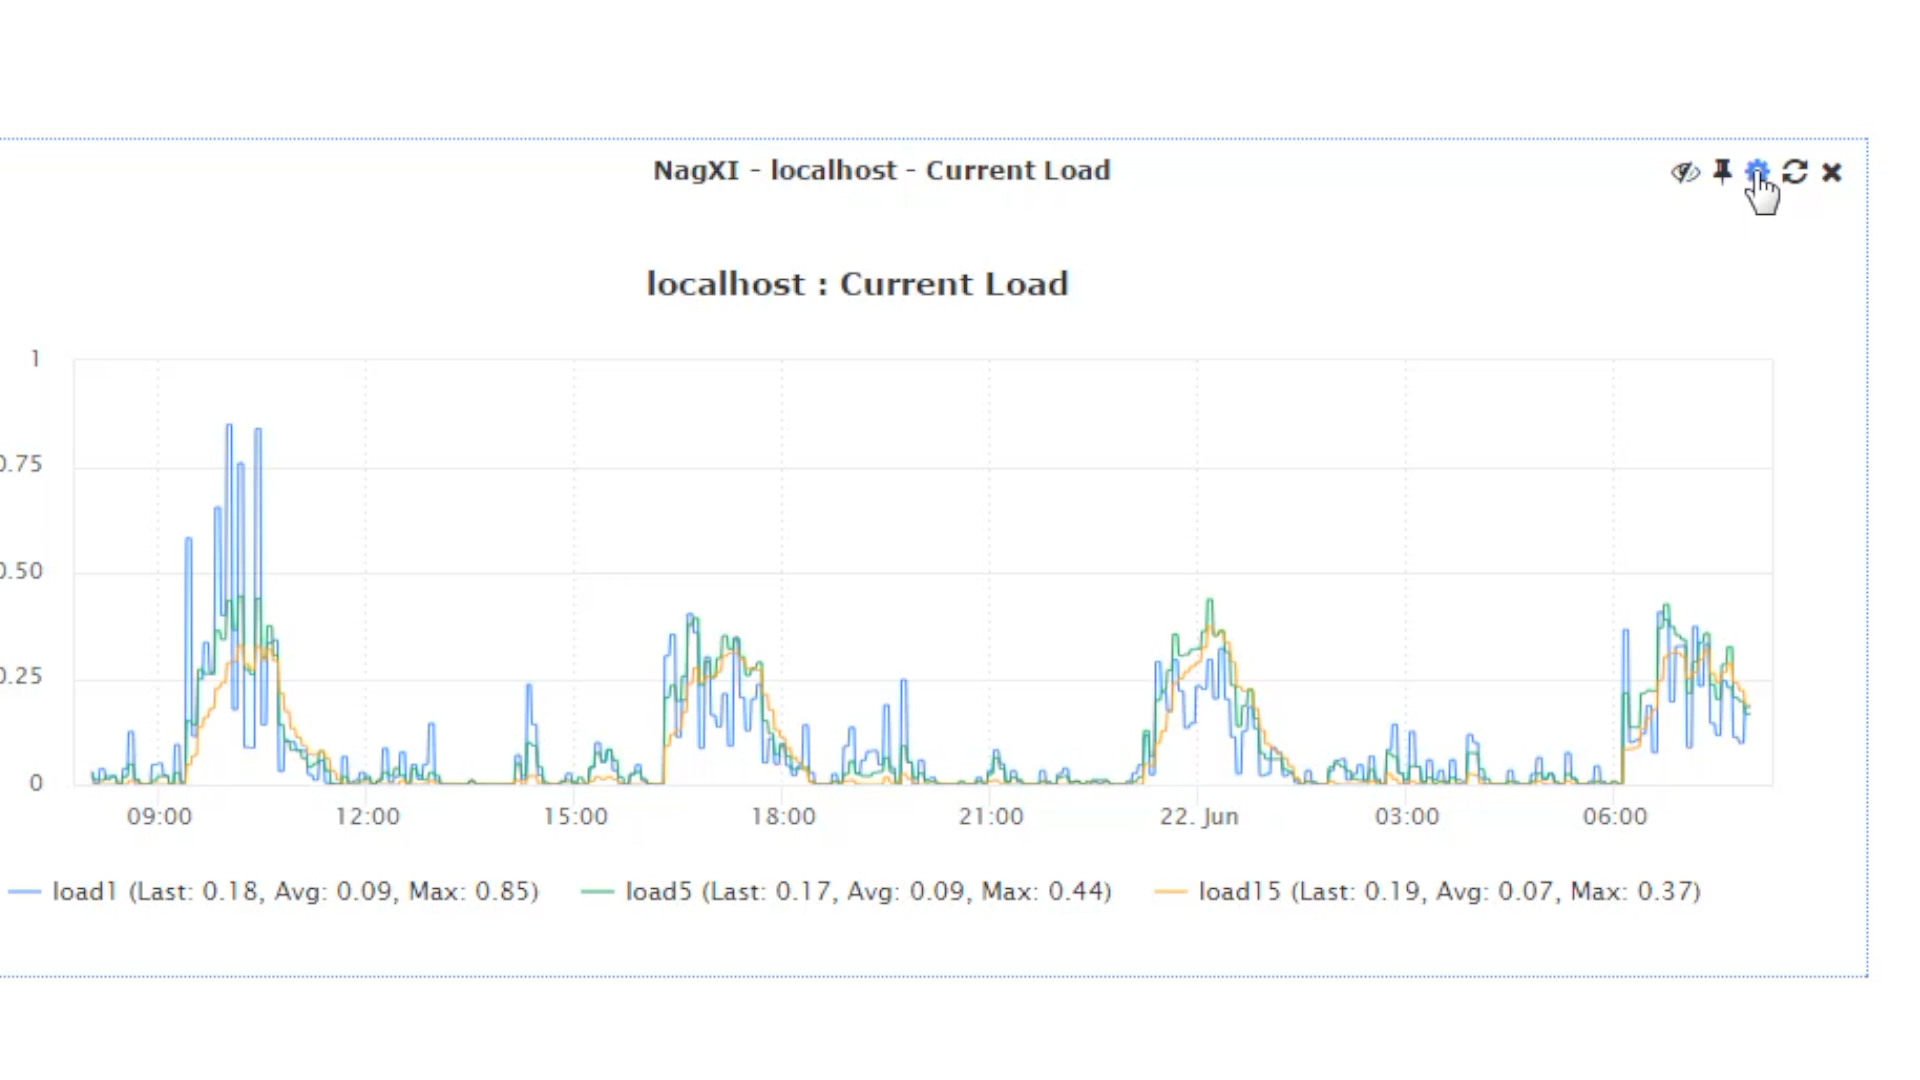 NagXI - localhost - Current Load
localhost : Current Load
1
0.75
0.50
0.25
0
09:00 12:00 15:00 18:00 21:00 22. Jun 03:00 06:00
load1 (Last: 0.18, Avg: 0.09, Max: 0.85) load5 (Last: 0.17, Avg: 0.09, Max: 0.44) load15 (Last: 0.19, Avg: 0.07, Max: 0.37)